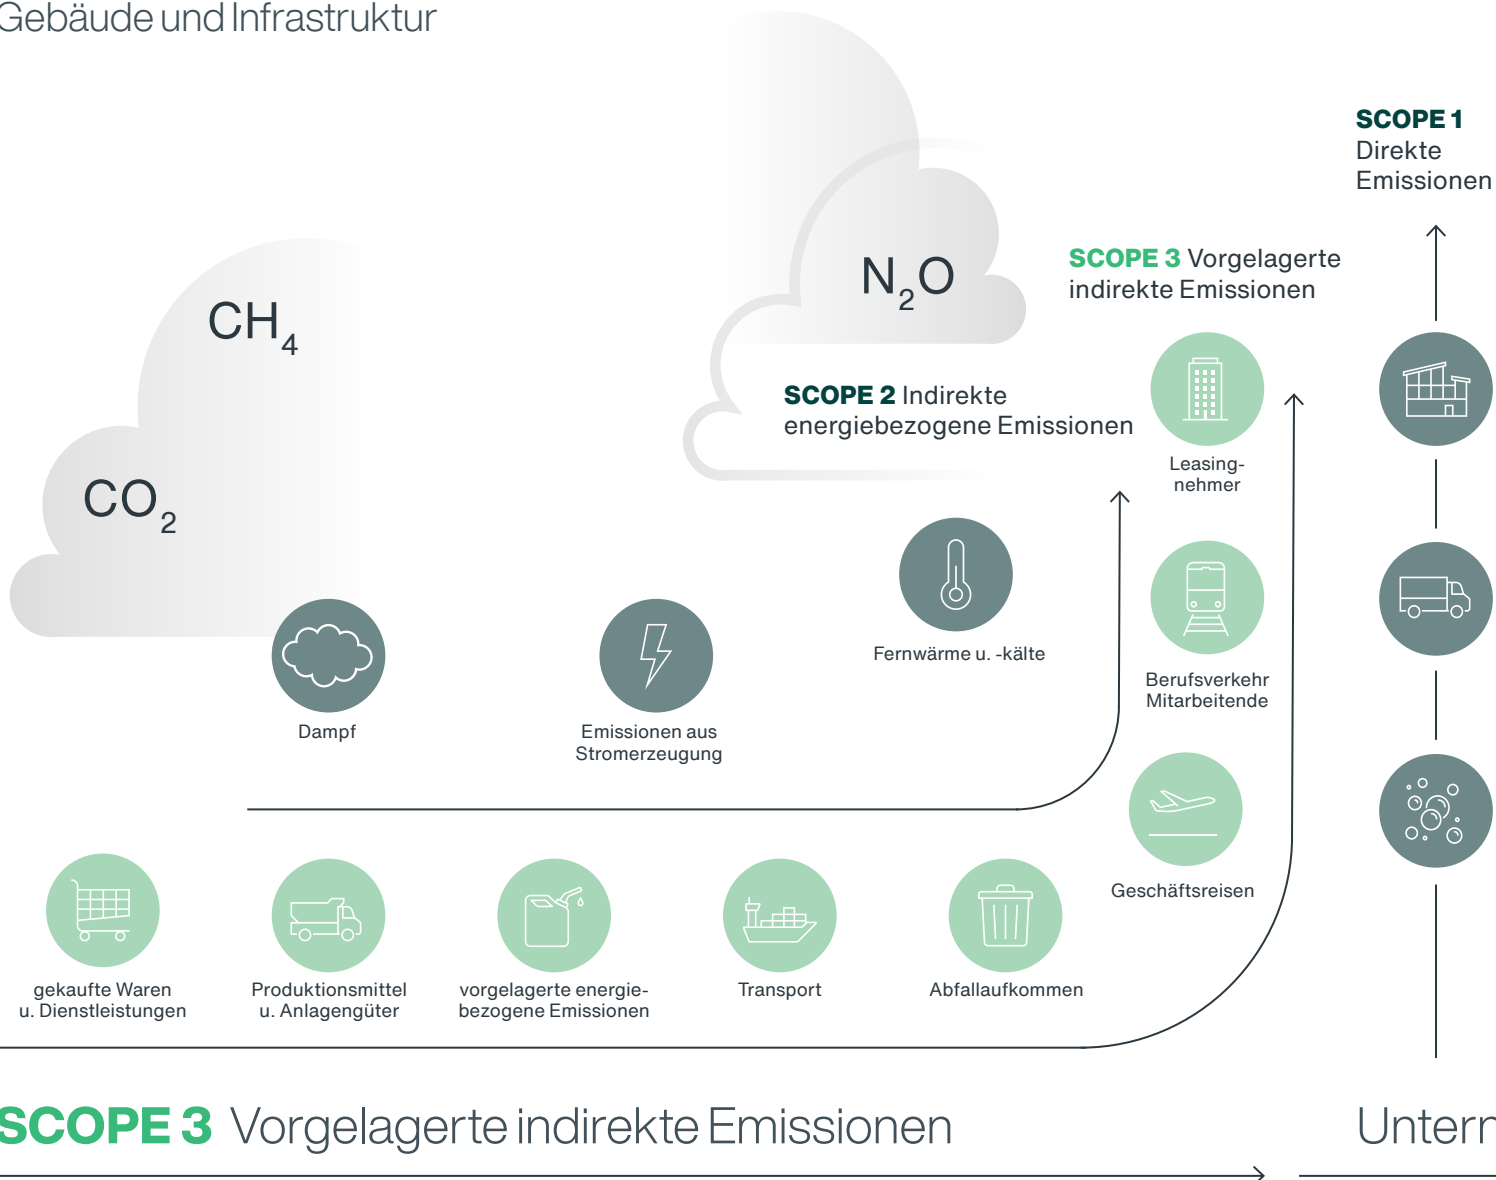 Gebäude und Infrastruktur
SCOPE 1
Direkte
Emissionen
N₂O
SCOPE 3 Vorgelagerte
indirekte Emissionen
CH₄
SCOPE 2 Indirekte
energiebezogene Emissionen
CO₂
Leasing-
nehmer
Fernwärme u. -kälte
Berufsverkehr
Mitarbeitende
Dampf
Emissionen aus
Stromerzeugung
Geschäftsreisen
gekaufte Waren
u. Dienstleistungen
Produktionsmittel
u. Anlagengüter
vorgelagerte energie-
bezogene Emissionen
Transport
Abfallaufkommen
SCOPE 3 Vorgelagerte indirekte Emissionen